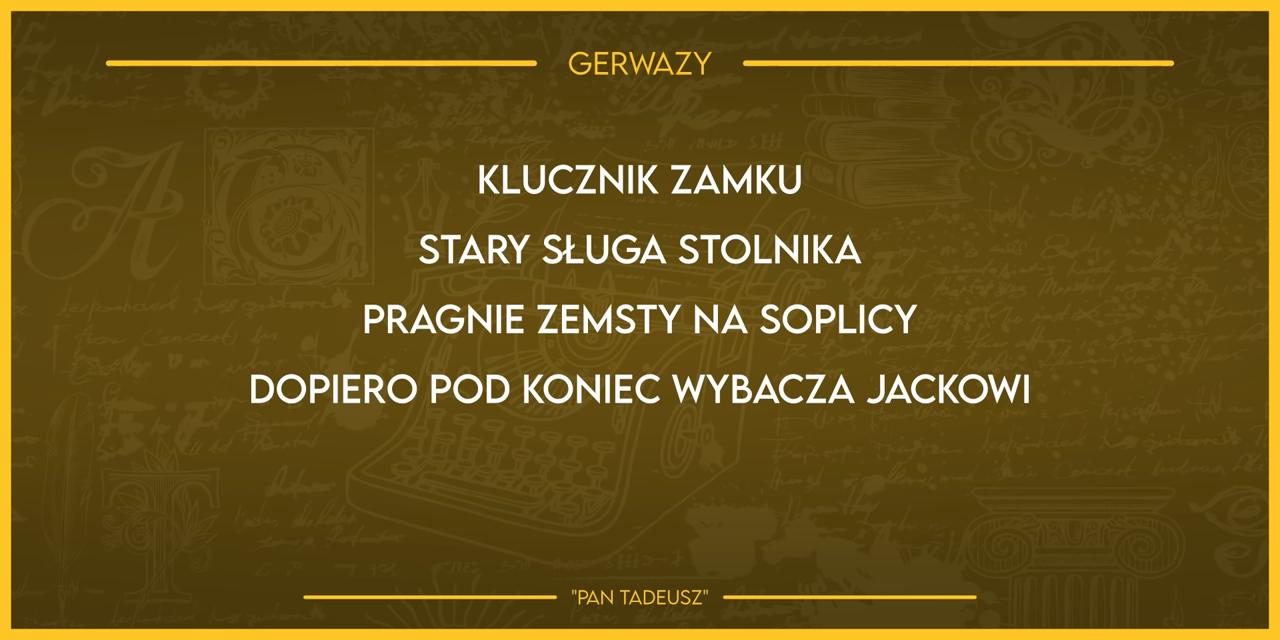 GERWAZY
KLUCZNIK ZAMKU
STARY SŁUGA STOLNIKA
PRAGNIE ZEMSTY NA SOPLICY
DOPIERO POD KONIEC WYBACZA JACKOWI
"PAN TADEUSZ"